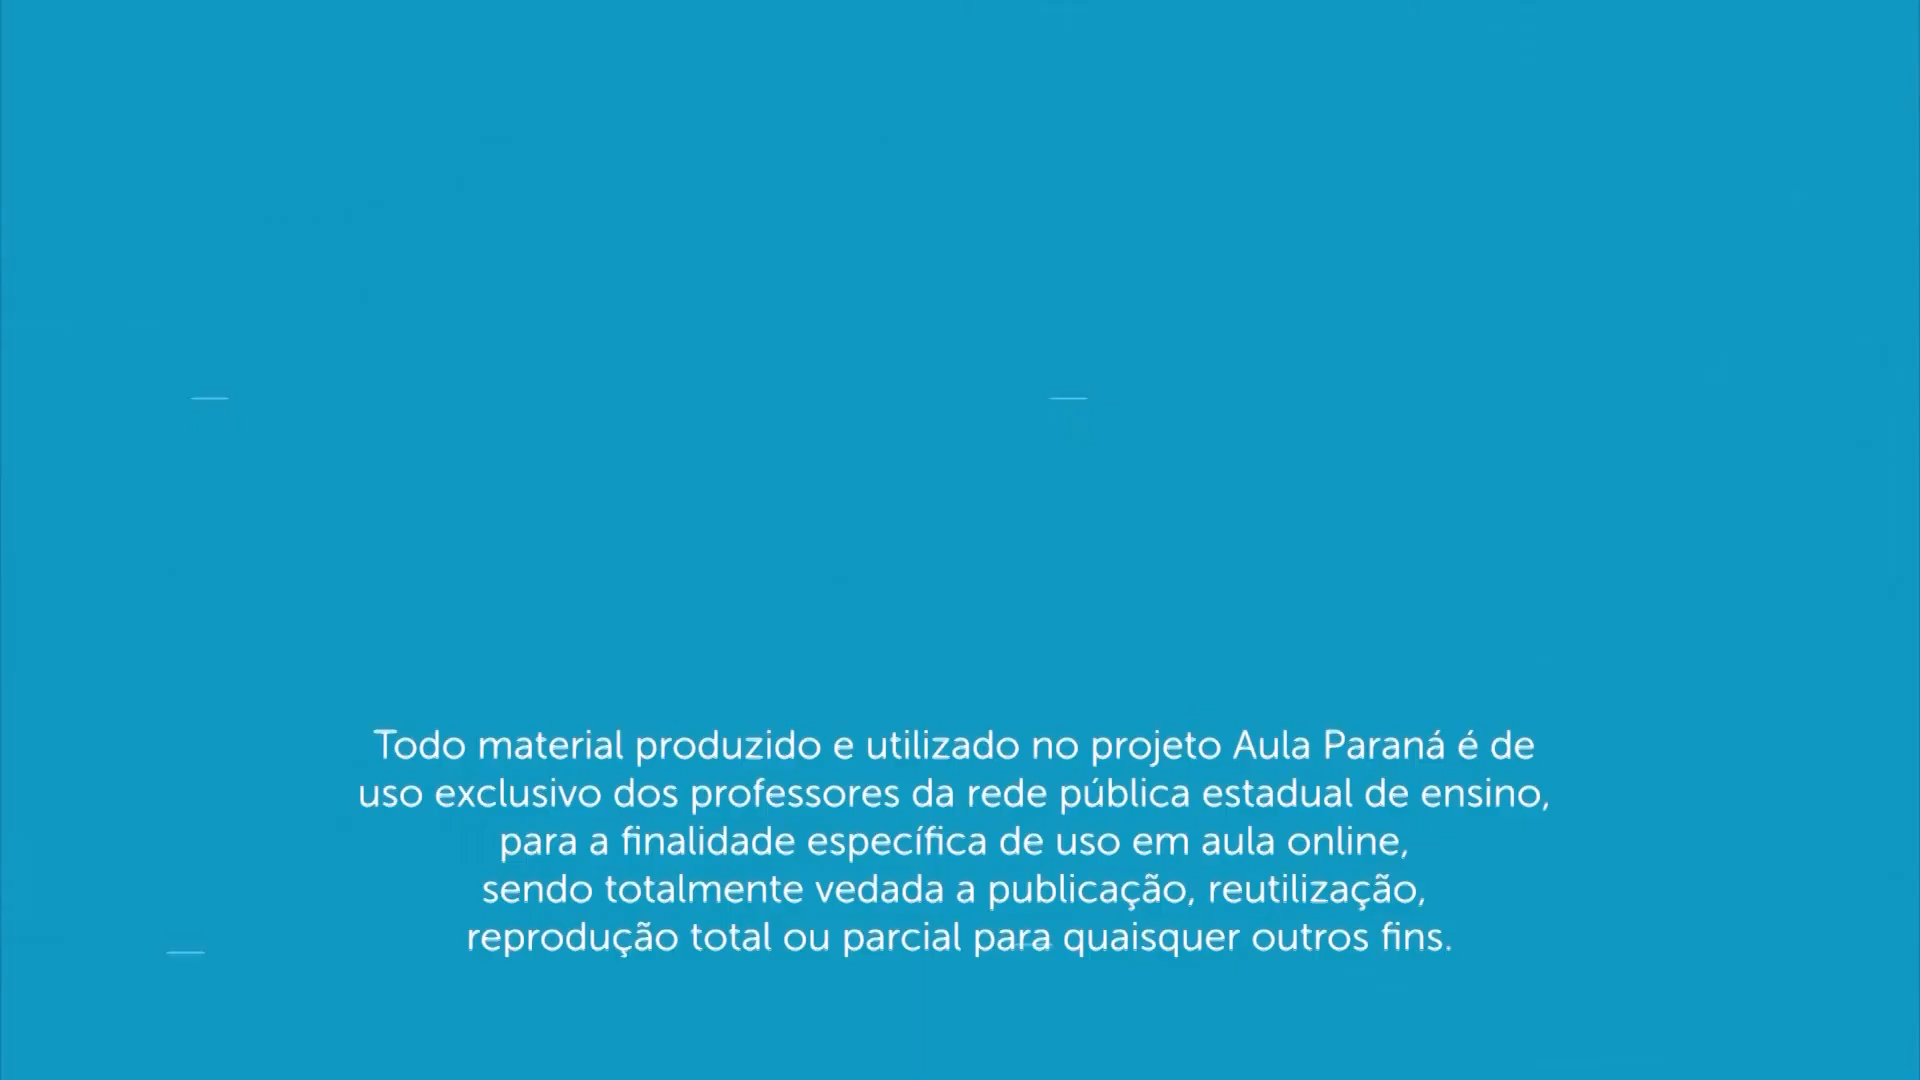 Todo material produzido e utilizado no projeto Aula Paraná é de
uso exclusivo dos professores da rede pública estadual de ensino,
para a finalidade específica de uso em aula online,
sendo totalmente vedada a publicação, reutilização,
reprodução total ou parcial para quaisquer outros fins.